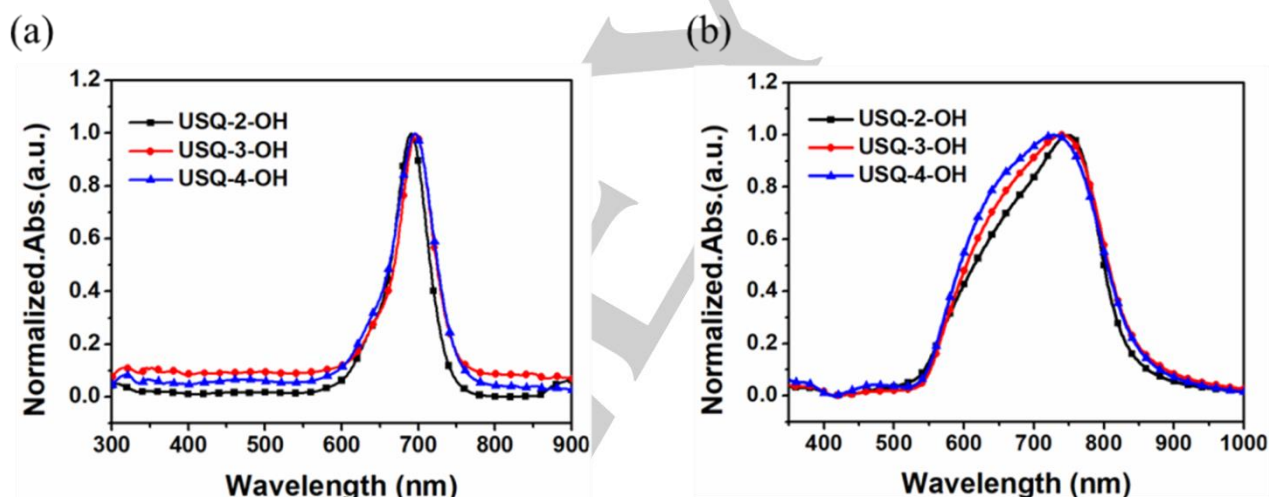 (a)
(b)
1.2
1.0
0.8
0.6
0.4
0.2
0.0
Normalized.Abs.(a.u.)
USQ-2-OH
USQ-3-OH
USQ-4-OH
300 400 500 600 700 800 900
Wavelength (nm)
1.2
1.0
0.8
0.6
0.4
0.2
0.0
Normalized.Abs.(a.u.)
USQ-2-OH
USQ-3-OH
USQ-4-OH
400 500 600 700 800 900 1000
Wavelength (nm)